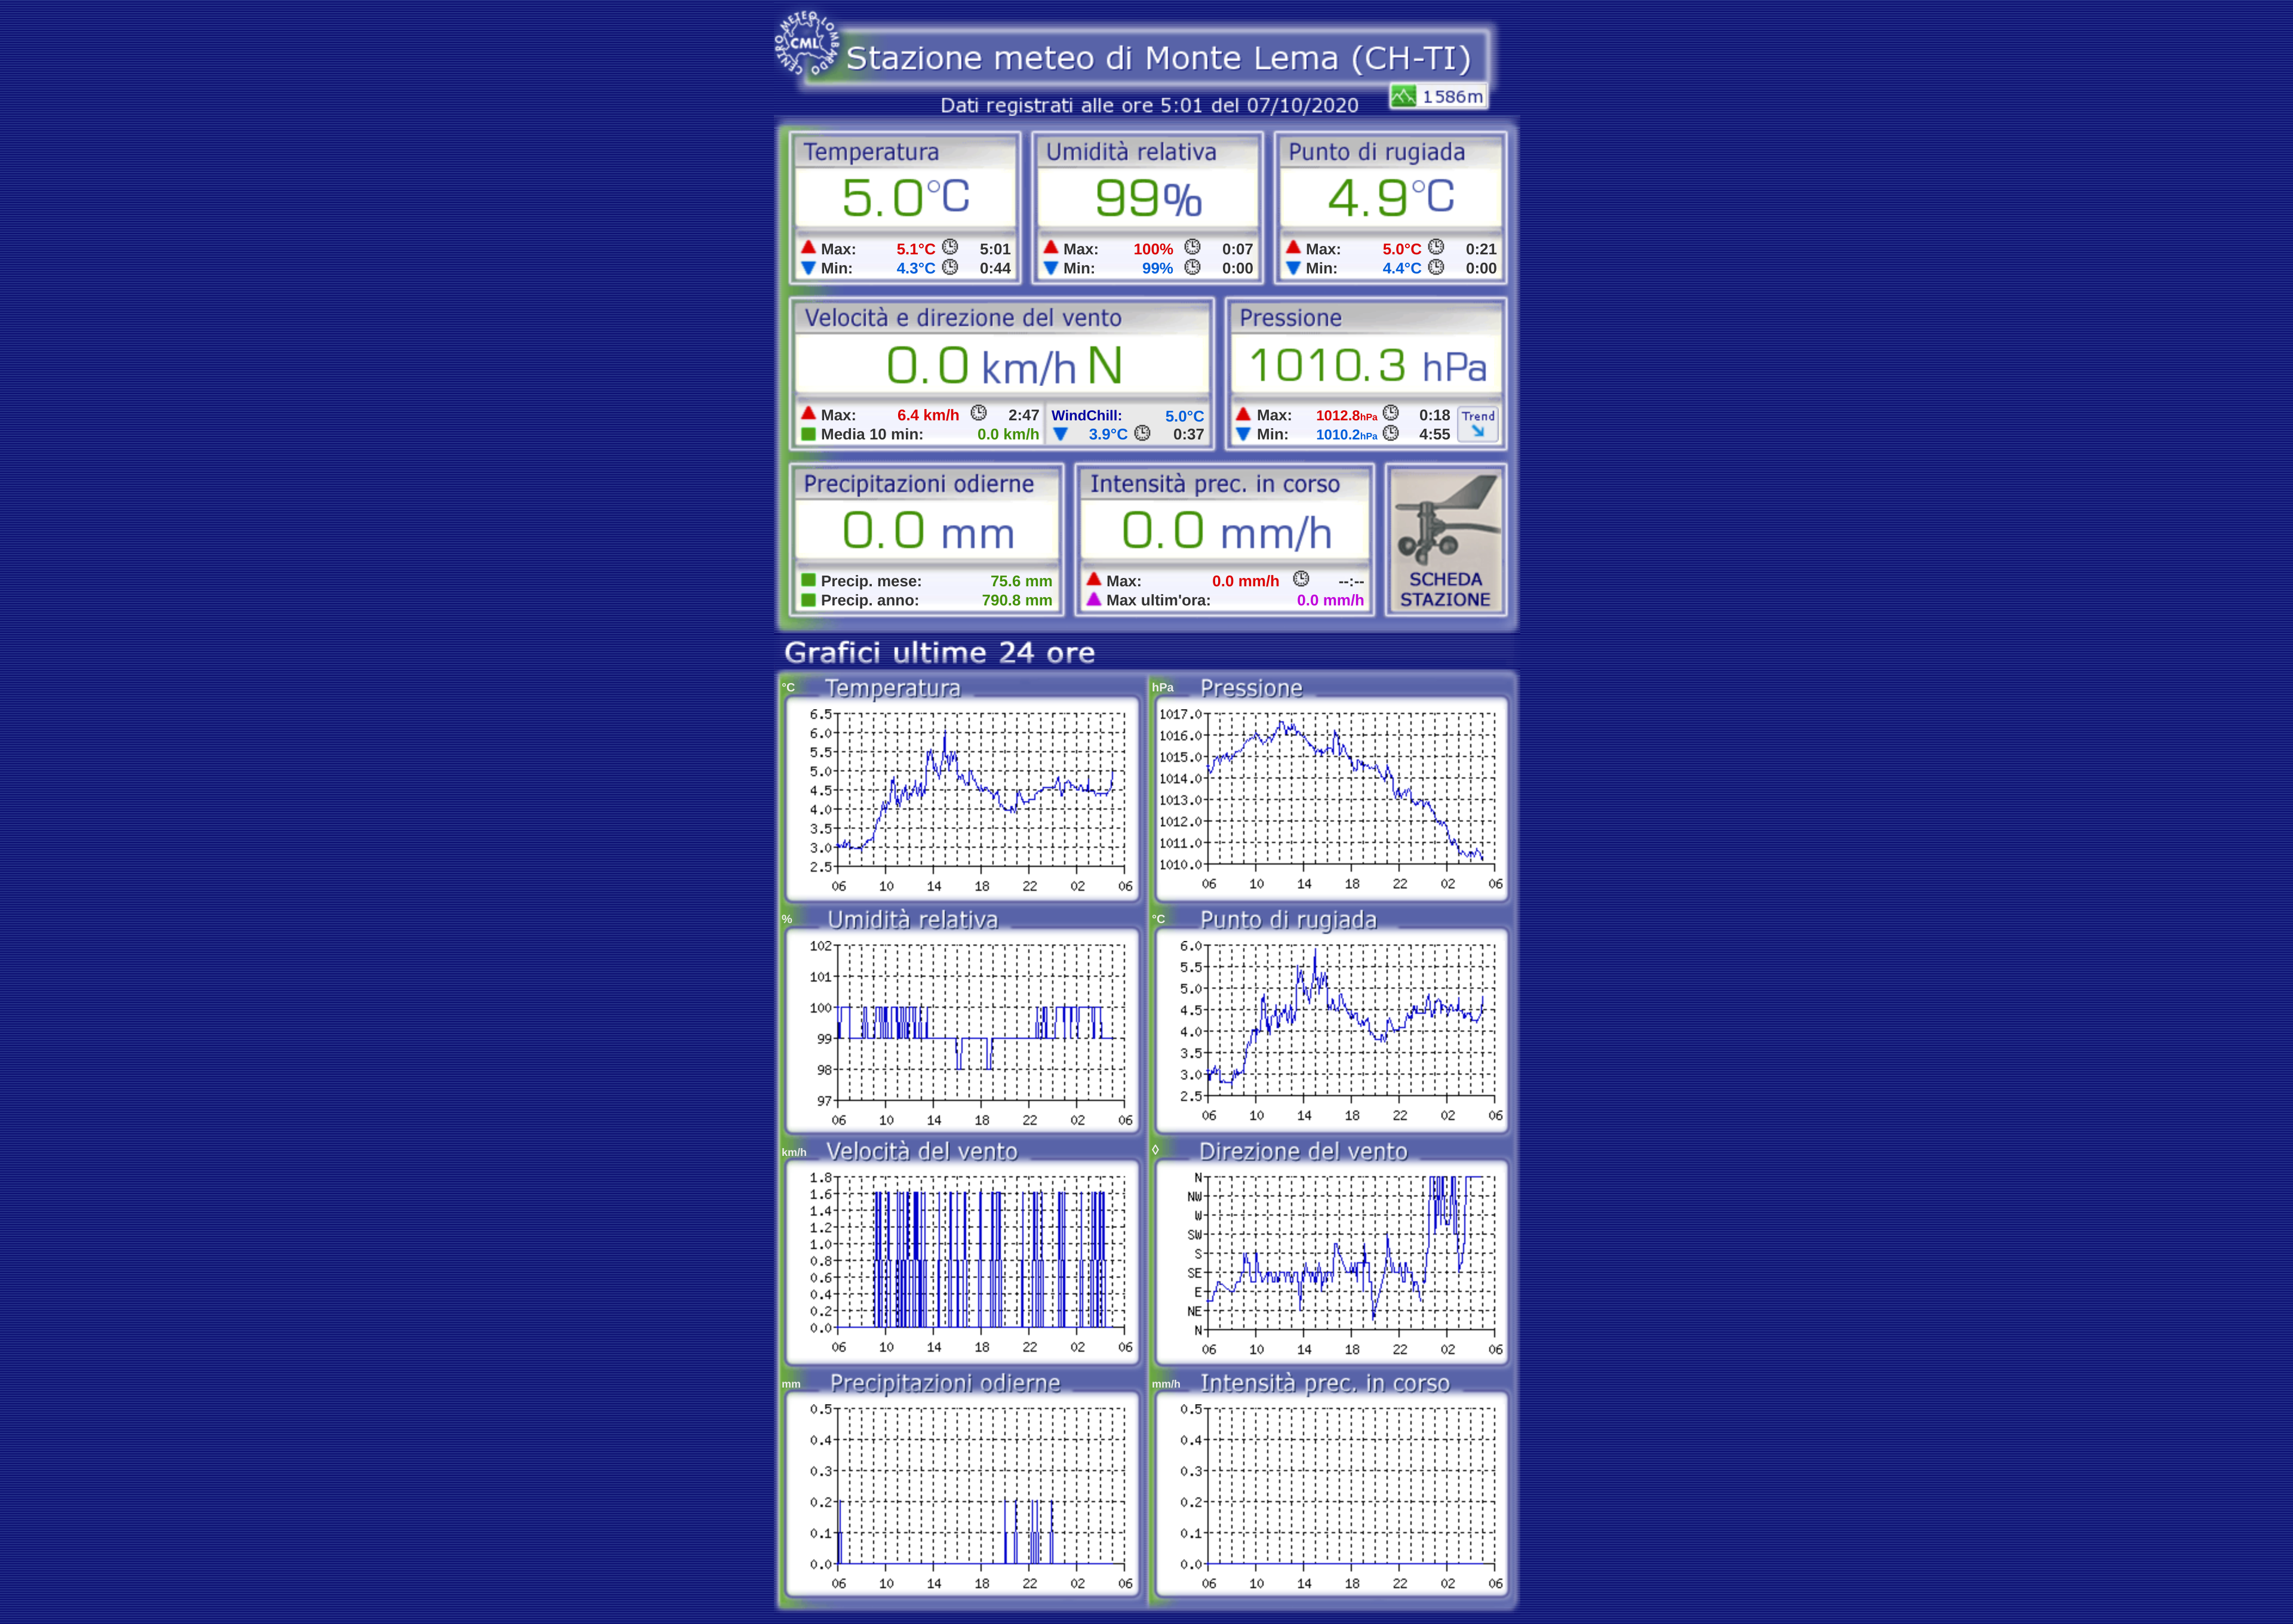 CENTRO METEO LOMBARDO
CML
Stazione meteo di Monte Lema (CH-TI)
1586m
Dati registrati alle ore 5:01 del 07/10/2020
Temperatura
5.0°C
Max: 5.1°C 5:01
Min: 4.3°C 0:44
Umidità relativa
99%
Max: 100% 0:07
Min: 99% 0:00
Punto di rugiada
4.9°C
Max: 5.0°C 0:21
Min: 4.4°C 0:00
Velocità e direzione del vento
0.0 km/h N
Max: 6.4 km/h 2:47
Media 10 min: 0.0 km/h
WindChill: 5.0°C
3.9°C 0:37
Pressione
1010.3 hPa
Max: 1012.8hPa 0:18
Min: 1010.2hPa 4:55
Trend
Precipitazioni odierne
0.0 mm
Precip. mese: 75.6 mm
Precip. anno: 790.8 mm
Intensità prec. in corso
0.0 mm/h
Max: 0.0 mm/h --:--
Max ultim'ora: 0.0 mm/h
SCHEDA
STAZIONE
Grafici ultime 24 ore
°C Temperatura
6.5
6.0
5.5
5.0
4.5
4.0
3.5
3.0
2.5
06 10 14 18 22 02 06
hPa Pressione
1017.0
1016.0
1015.0
1014.0
1013.0
1012.0
1011.0
1010.0
06 10 14 18 22 02 06
% Umidità relativa
102
101
100
99
98
97
06 10 14 18 22 02 06
°C Punto di rugiada
6.0
5.5
5.0
4.5
4.0
3.5
3.0
2.5
06 10 14 18 22 02 06
km/h Velocità del vento
1.8
1.6
1.4
1.2
1.0
0.8
0.6
0.4
0.2
0.0
06 10 14 18 22 02 06
◊ Direzione del vento
N
NW
W
SW
S
SE
E
NE
N
06 10 14 18 22 02 06
mm Precipitazioni odierne
0.5
0.4
0.3
0.2
0.1
0.0
06 10 14 18 22 02 06
mm/h Intensità prec. in corso
0.5
0.4
0.3
0.2
0.1
0.0
06 10 14 18 22 02 06